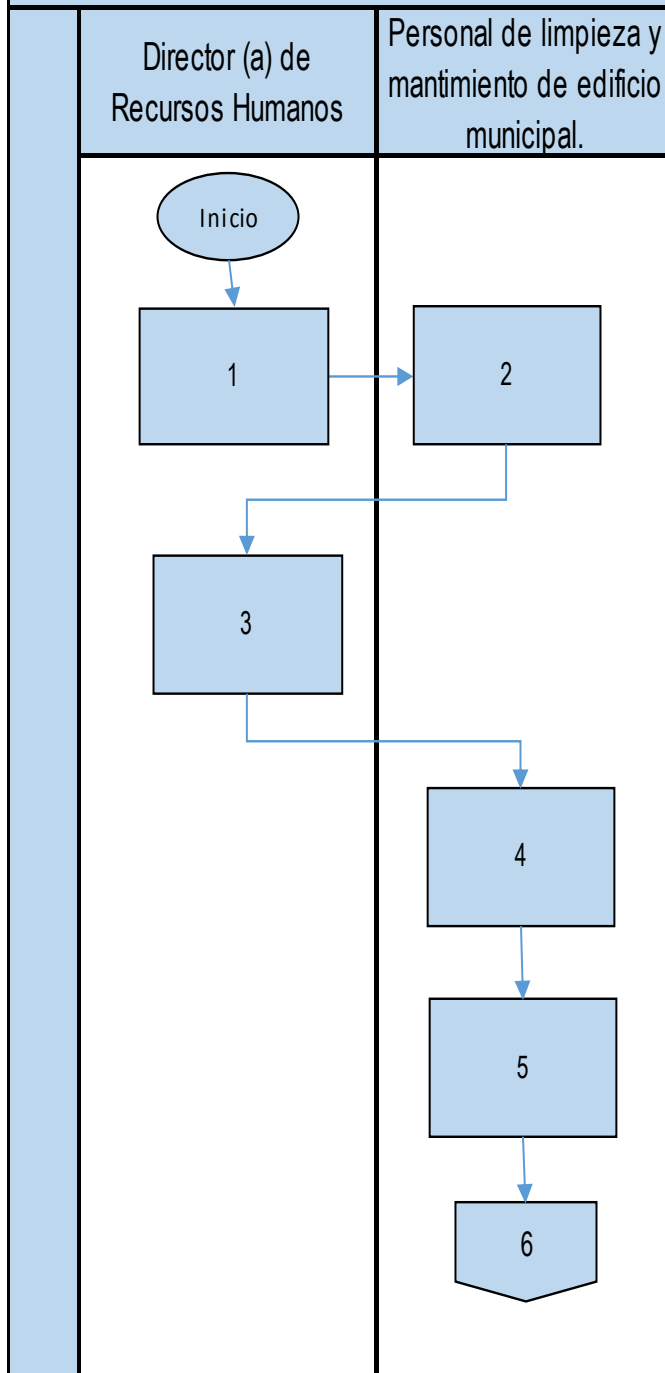 Director (a) de
Recursos Humanos
Personal de limpieza y
mantimiento de edificio
municipal.
Inicio
1
2
3
4
5
6